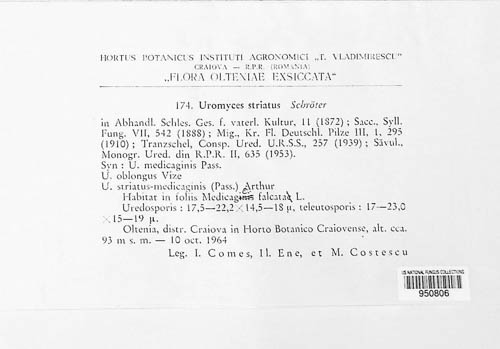 HORTUS BOTANICUS INSTITUTI AGRONOMICI „T. VLADIMIRESCU"
CRAIOVA — R.P.R. (ROMANIA)
„FLORA OLTENIAE EXSICCATA"
174. Uromyces striatus Schröter
in Abhandl. Schles. Ges. f. vaterl. Kultur, 11 (1872) ; Sacc., Syll.
Fung. VII, 542 (1888) ; Mig., Kr. Fl. Deutschl. Pilze III, 1, 295
(1910) ; Tranzschel, Consp. Ured. U.R.S.S., 257 (1939) ; Săvul.,
Monogr. Ured. din R.P.R. II, 635 (1953).
Syn : U. medicaginis Pass.
U. oblongus Vize
U. striatus-medicaginis (Pass.) Arthur
Habitat in foliis Medicaginis falcatae L.
Uredosporis : 17,5—22,2×14,5—18 µ, teleutosporis : 17—23,0
×15—19 µ.
Oltenia, distr. Craiova in Horto Botanico Craiovense, alt. cca.
93 m s. m. — 10 oct. 1964
Leg. I. Comes, Il. Ene, et M. Costescu
US NATIONAL FUNGUS COLLECTIONS
950806